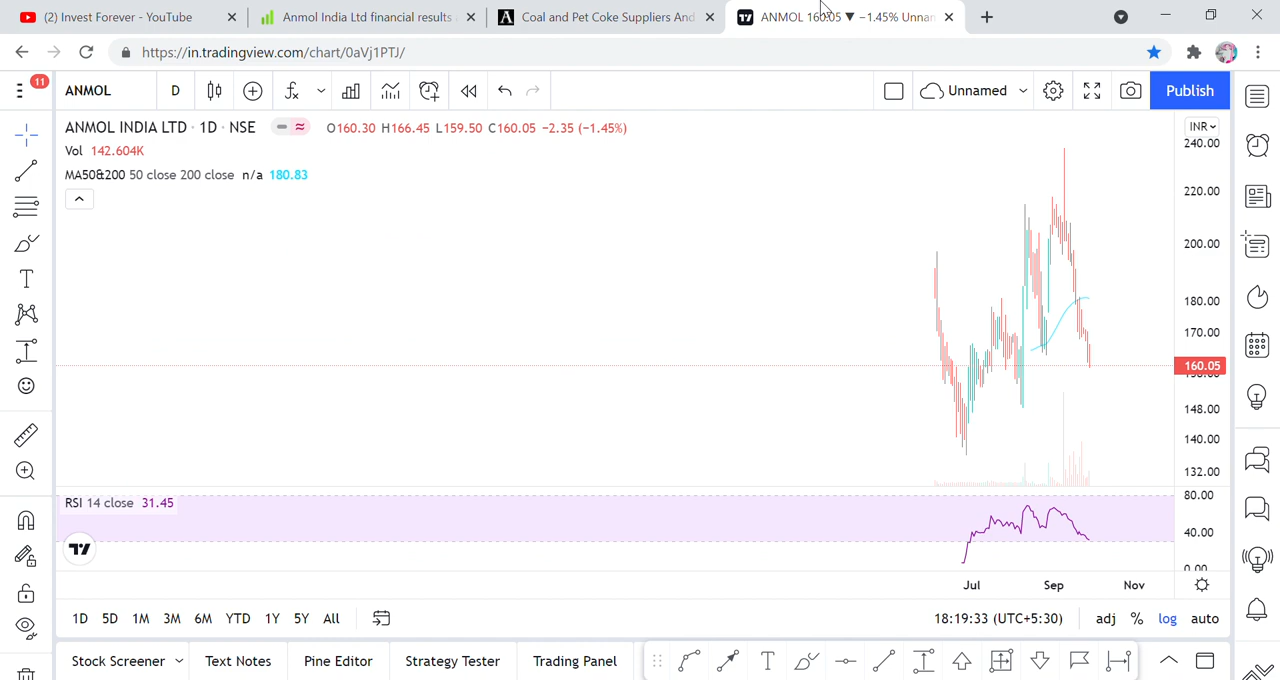 (2) Invest Forever - YouTube
Anmol India Ltd financial results a
Coal and Pet Coke Suppliers And
ANMOL 160.05 ▼ −1.45% Unnan
https://in.tradingview.com/chart/0aVj1PTJ/
11
ANMOL
D
Unnamed
Publish
ANMOL INDIA LTD · 1D · NSE
O160.30 H166.45 L159.50 C160.05 −2.35 (−1.45%)
Vol 142.604K
MA50&200 50 close 200 close n/a 180.83
INR
240.00
220.00
200.00
180.00
170.00
160.05
148.00
140.00
132.00
RSI 14 close 31.45
80.00
40.00
0.00
Jul Sep Nov
1D 5D 1M 3M 6M YTD 1Y 5Y All
18:19:33 (UTC+5:30) adj % log auto
Stock Screener Text Notes Pine Editor Strategy Tester Trading Panel